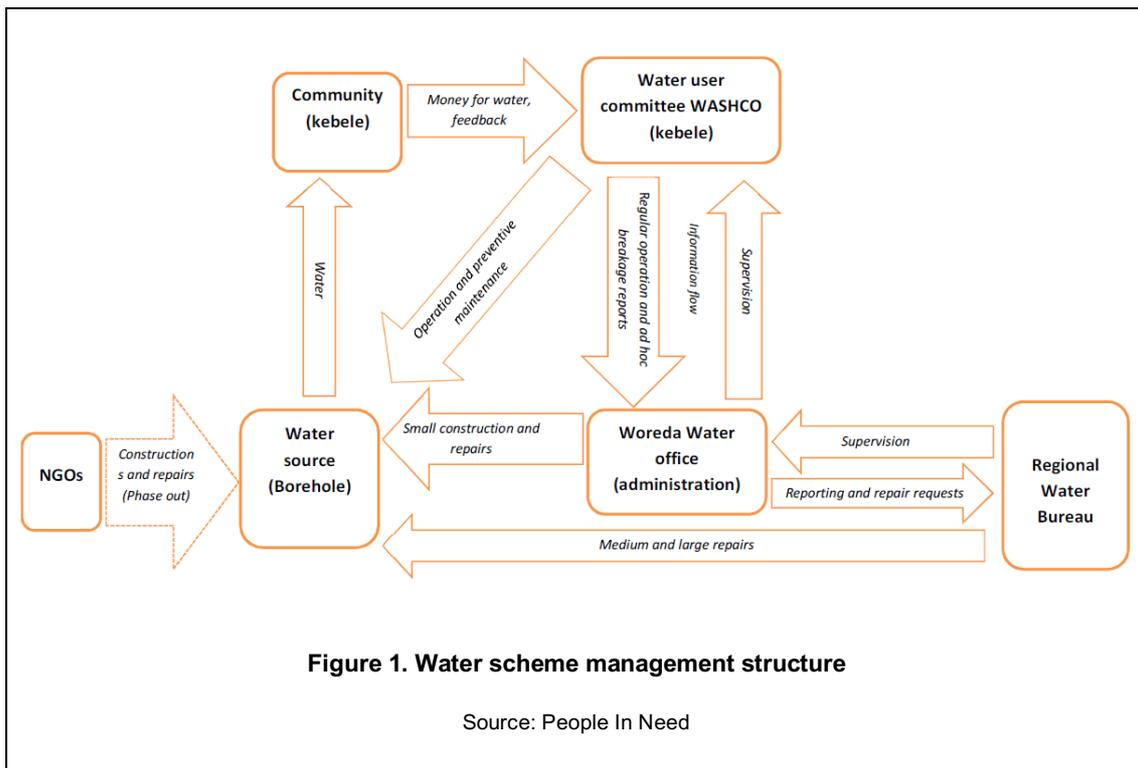 Community
(kebele)
Money for water,
feedback
Water user
committee WASHCO
(kebele)
Water
Operation and preventive
maintenance
Regular operation and ad hoc
breakage reports
Information flow
Supervision
NGOs
Construction
s and repairs
(Phase out)
Water
source
(Borehole)
Small construction and
repairs
Woreda Water
office
(administration)
Supervision
Reporting and repair requests
Regional
Water
Bureau
Medium and large repairs
Figure 1. Water scheme management structure
Source: People In Need